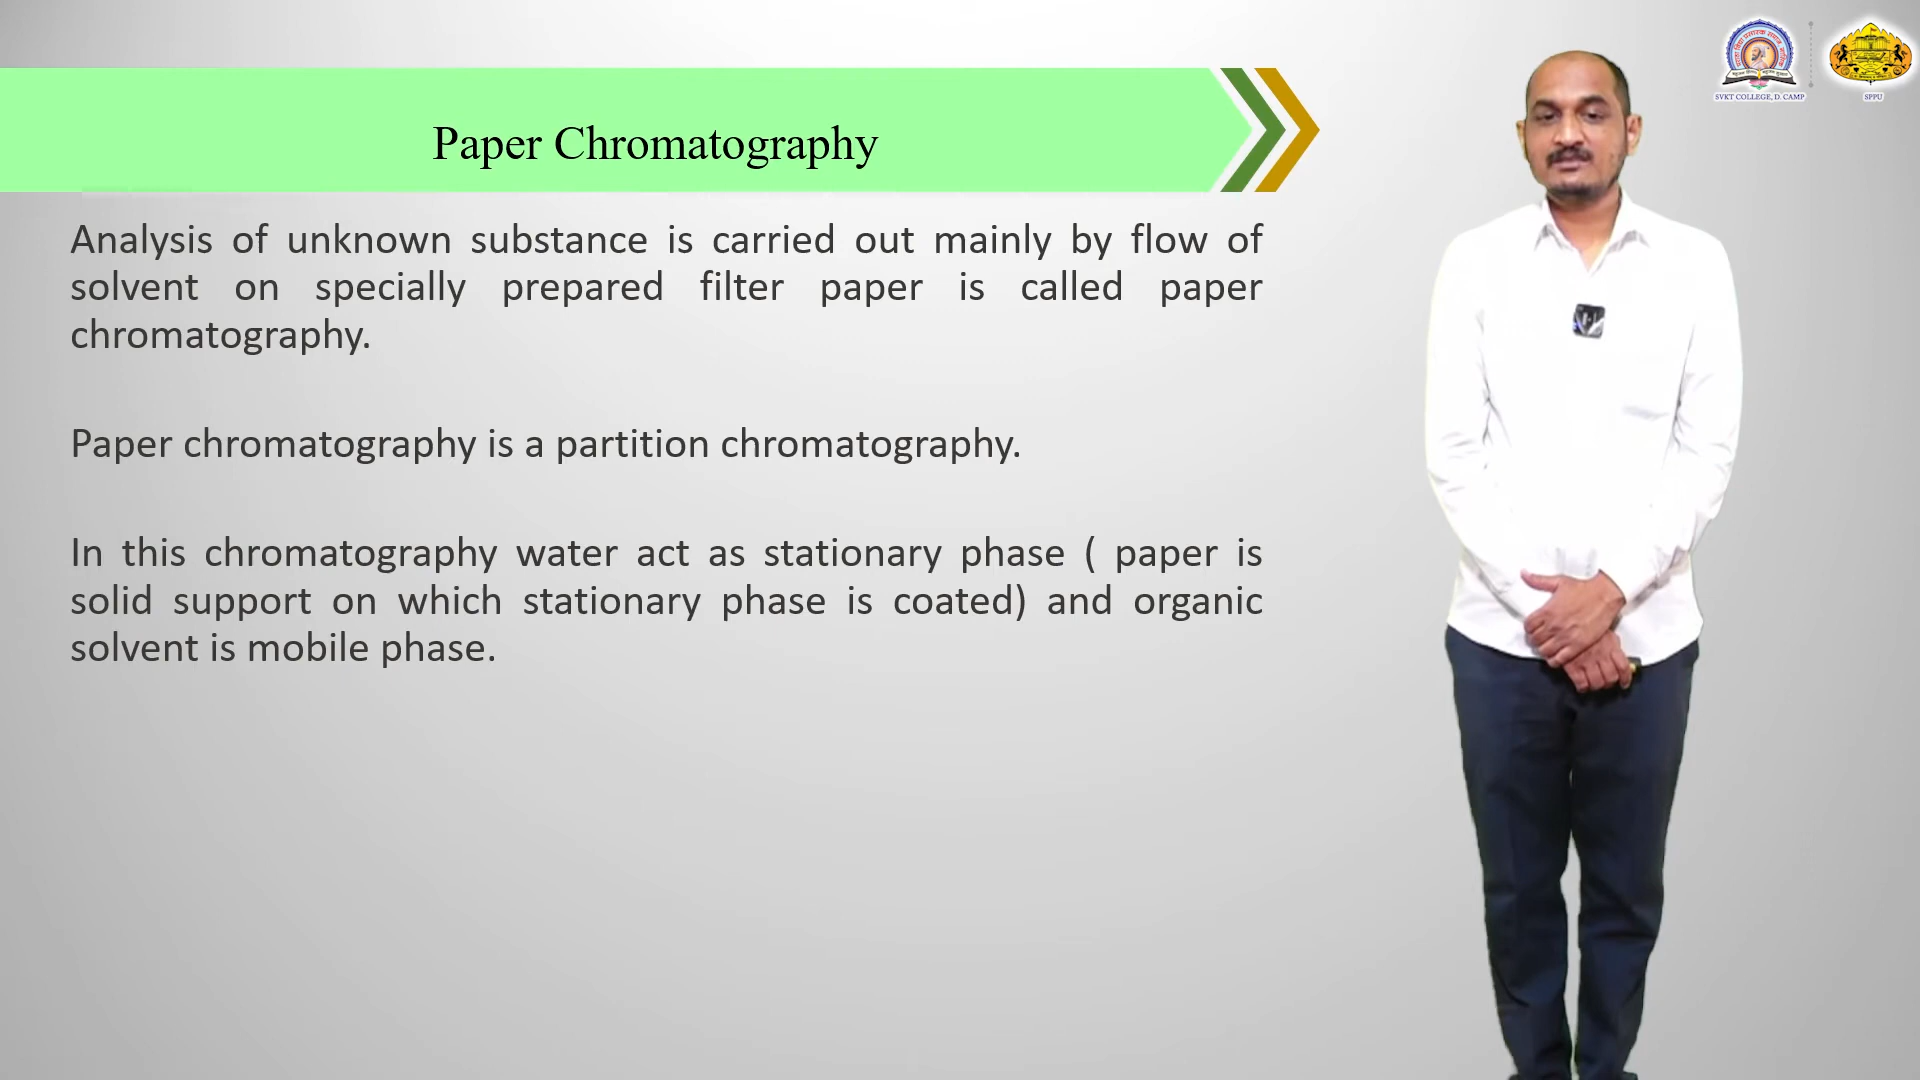 Paper Chromatography
Analysis of unknown substance is carried out mainly by flow of
solvent on specially prepared filter paper is called paper
chromatography.
Paper chromatography is a partition chromatography.
In this chromatography water act as stationary phase ( paper is
solid support on which stationary phase is coated) and organic
solvent is mobile phase.
SVKT COLLEGE, D. CAMP
SPPU